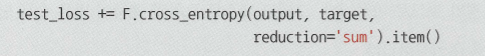 test_loss += F.cross_entropy(output, target,
reduction='sum').item()